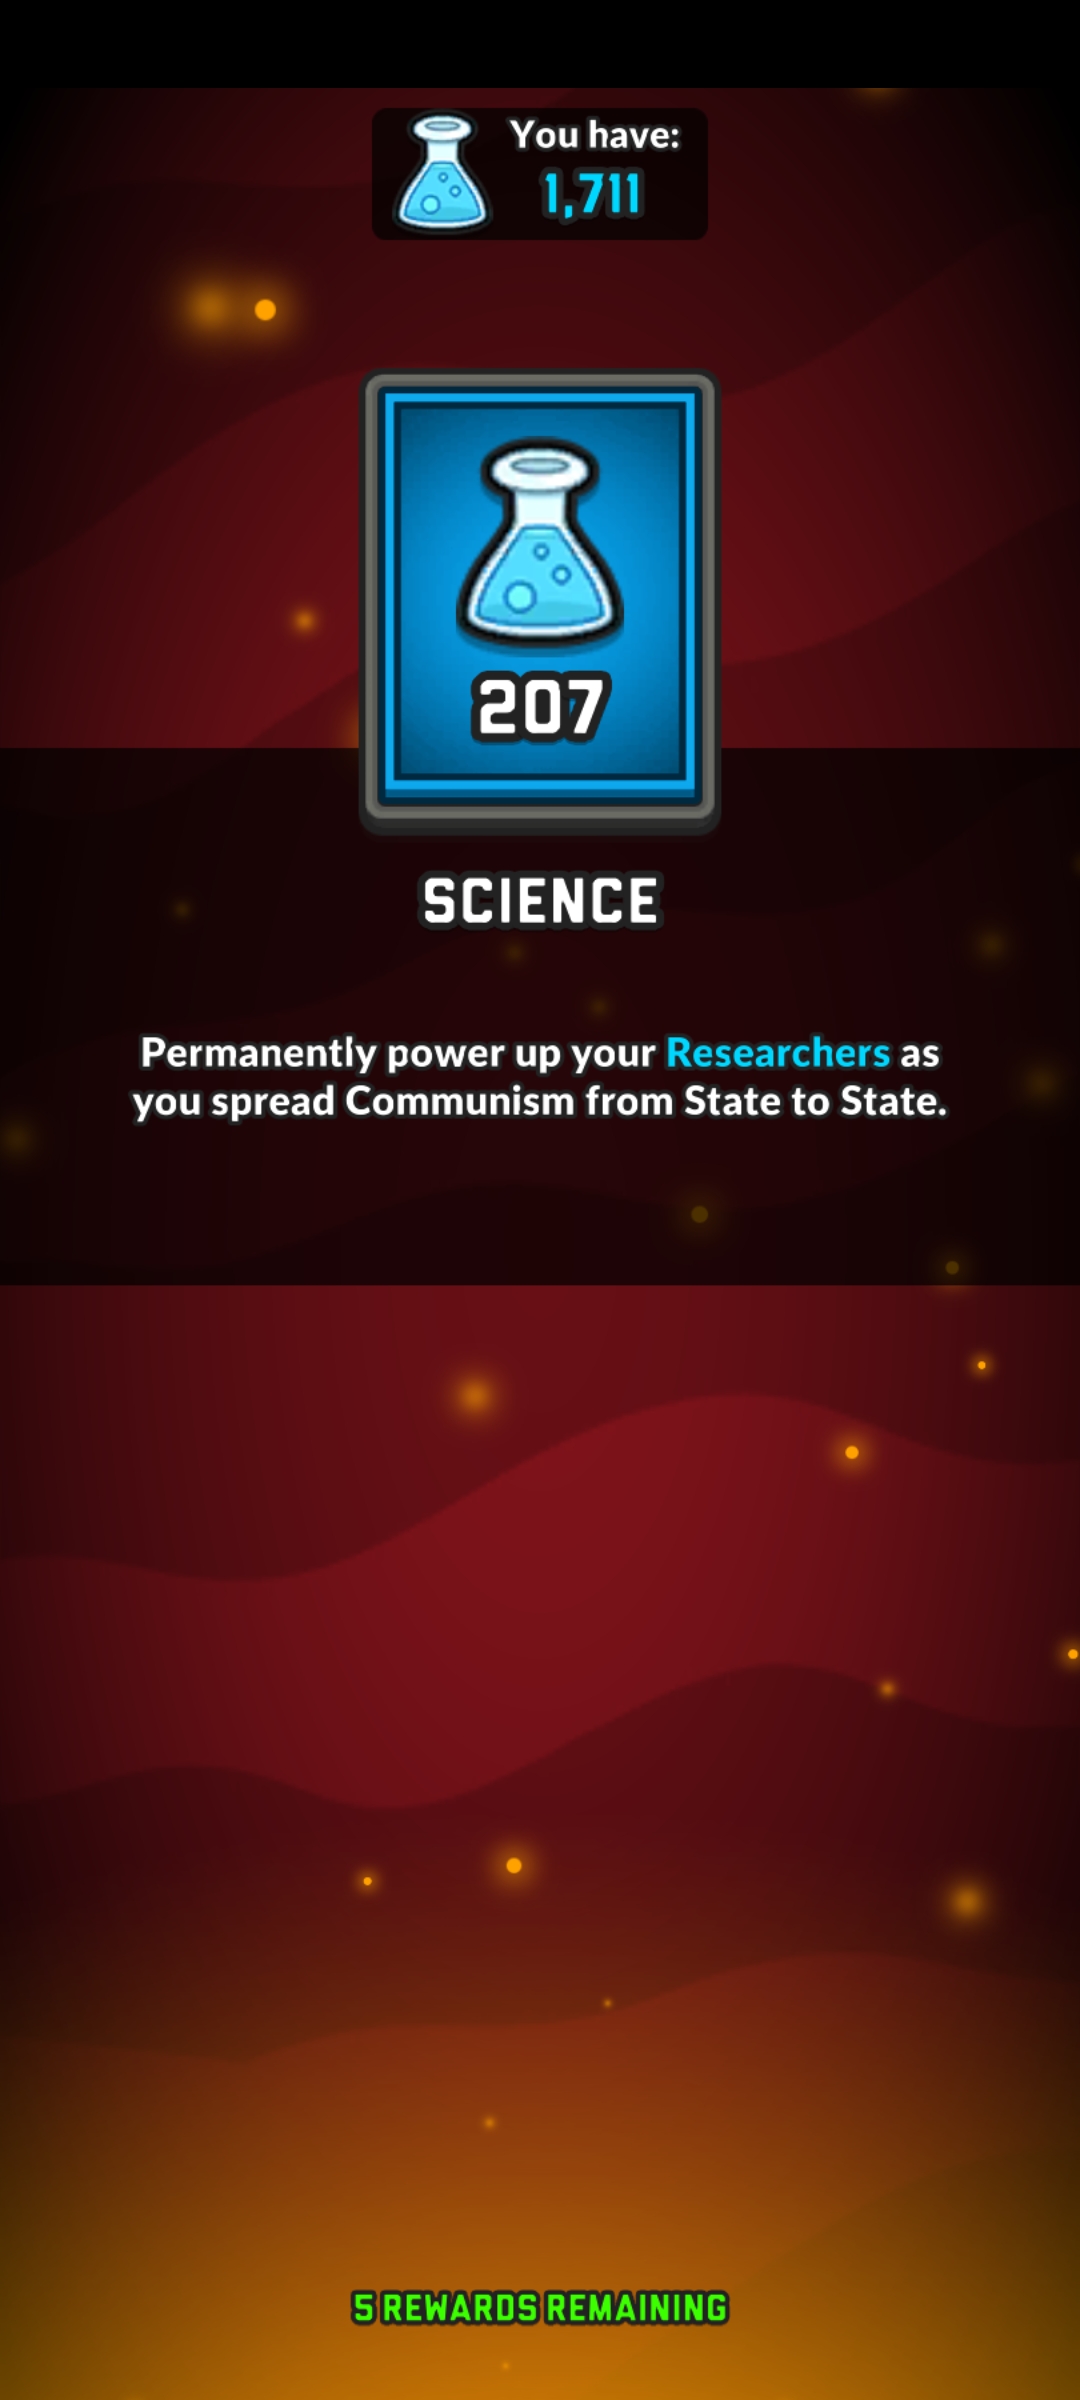 You have:
1,711
207
SCIENCE
Permanently power up your Researchers as
you spread Communism from State to State.
5 REWARDS REMAINING